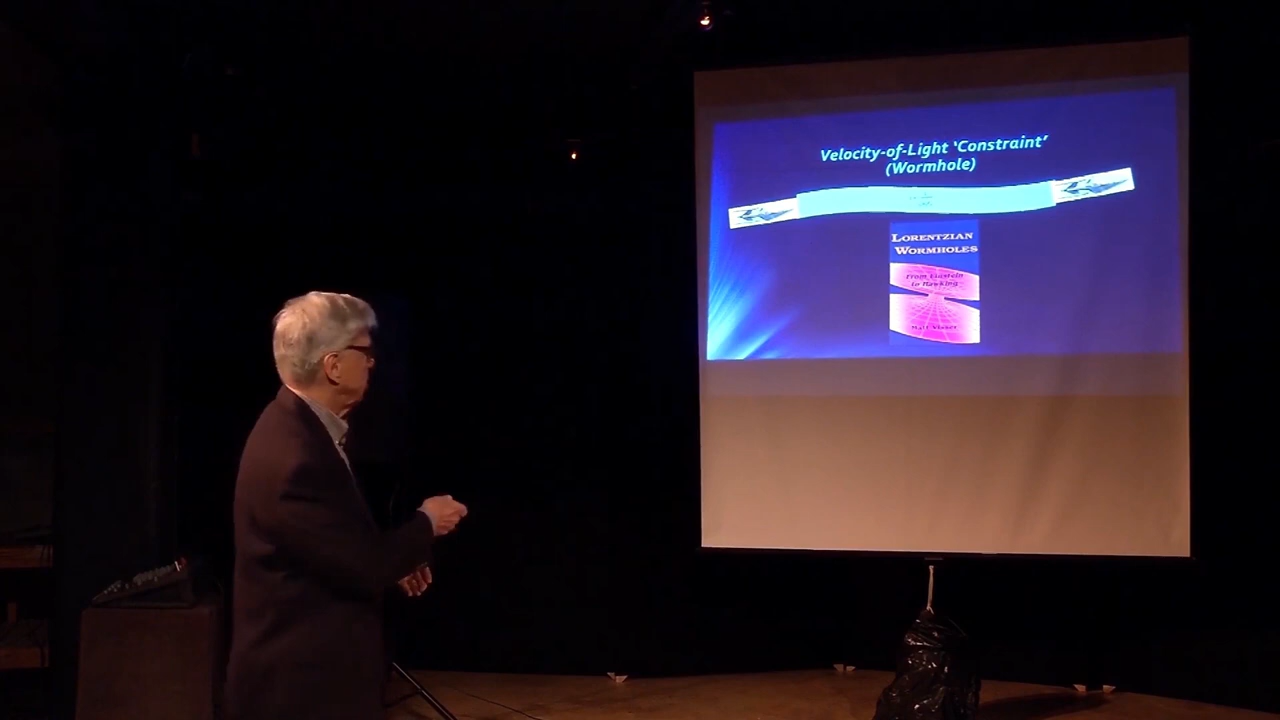 Velocity-of-Light ‘Constraint’
(Wormhole)
LORENTZIAN
WORMHOLES
From Einstein
to Hawking
Matt Visser